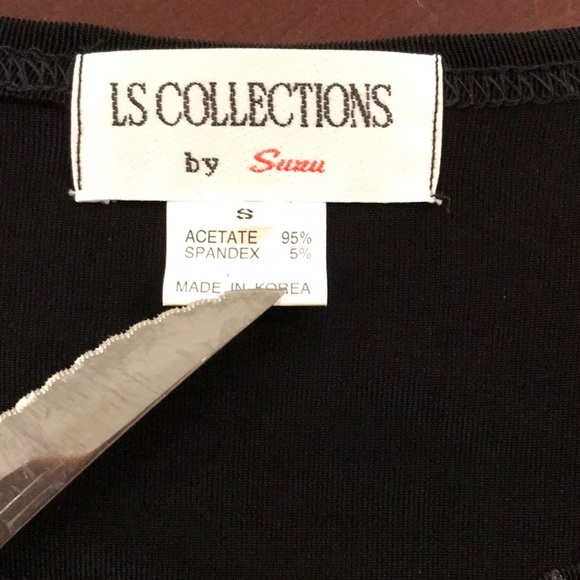 LS COLLECTIONS
by Suzu
S
ACETATE 95%
SPANDEX 5%
MADE IN KOREA